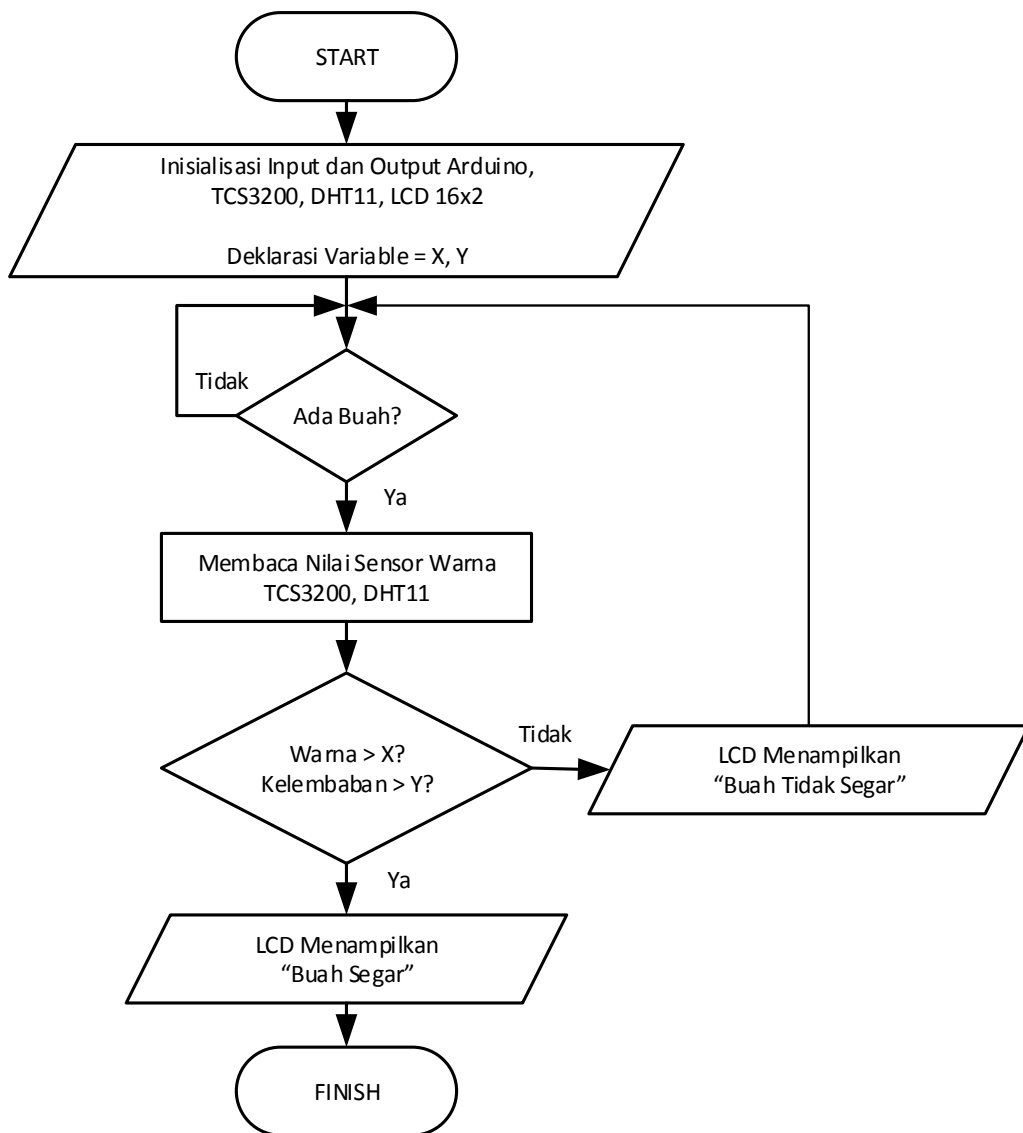 START
Inisialisasi Input dan Output Arduino,
TCS3200, DHT11, LCD 16x2
Deklarasi Variable = X, Y
Tidak
Ada Buah?
Ya
Membaca Nilai Sensor Warna
TCS3200, DHT11
Warna > X?
Kelembaban > Y?
Tidak
LCD Menampilkan
“Buah Tidak Segar”
Ya
LCD Menampilkan
“Buah Segar”
FINISH